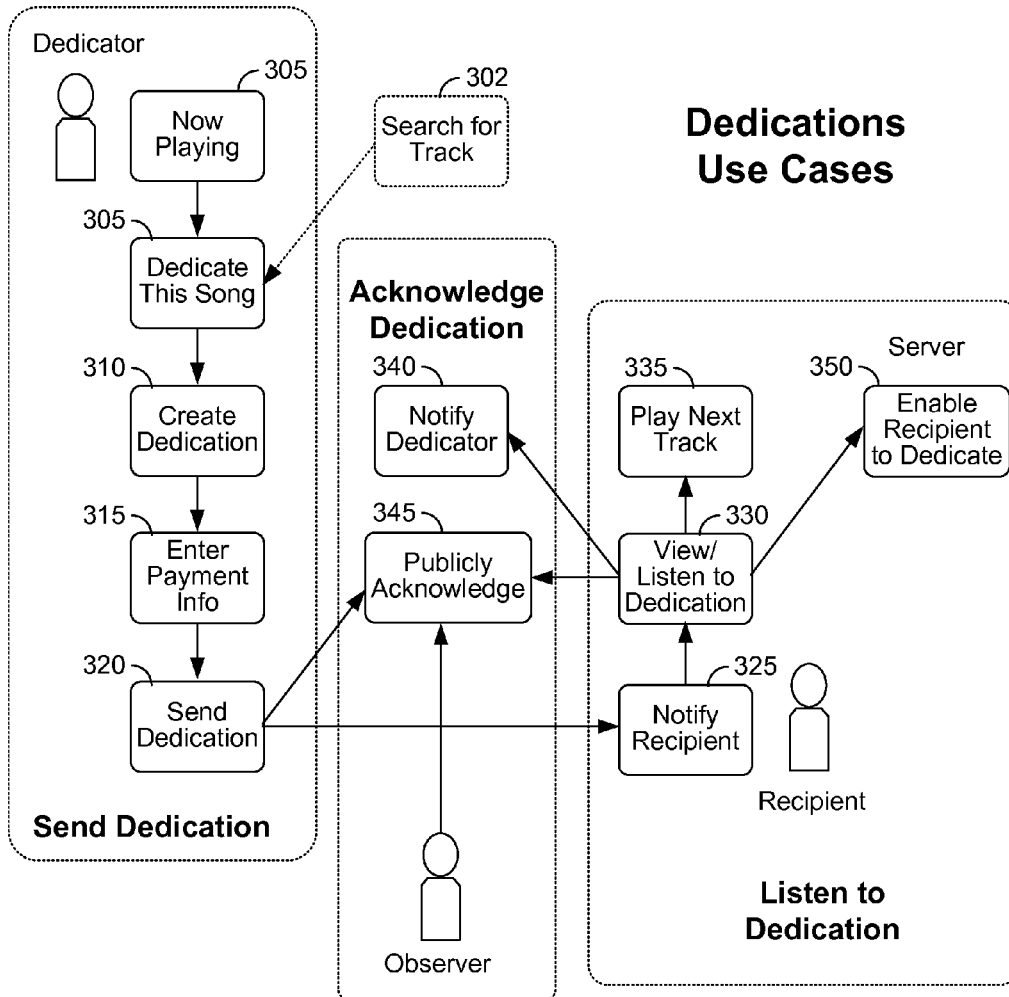 Dedications
Use Cases
Dedicator
305
Now
Playing
302
Search for
Track
305
Dedicate
This Song
310
Create
Dedication
315
Enter
Payment
Info
320
Send
Dedication
Send Dedication
Acknowledge
Dedication
340
Notify
Dedicator
345
Publicly
Acknowledge
Observer
335
Play Next
Track
Server
350
Enable
Recipient
to Dedicate
330
View/
Listen to
Dedication
325
Notify
Recipient
Recipient
Listen to
Dedication